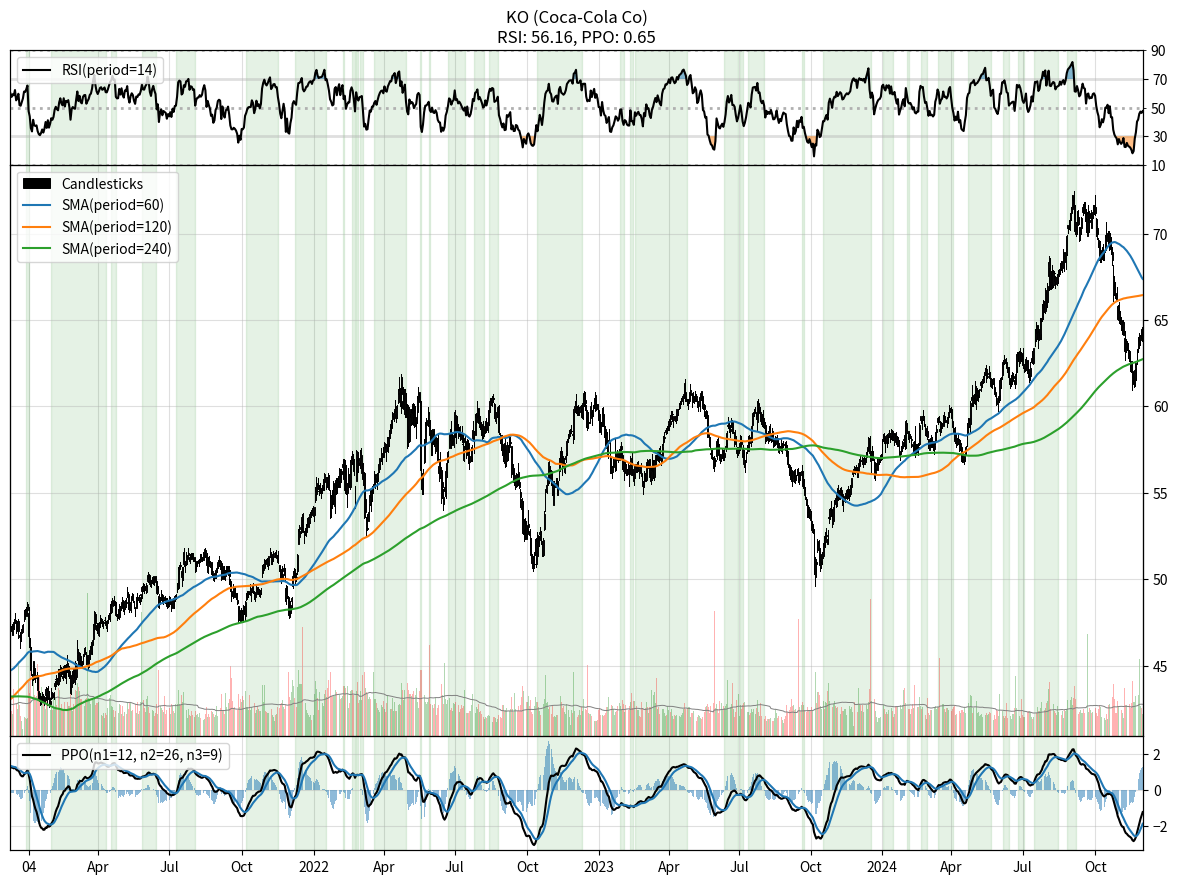 KO (Coca-Cola Co)
RSI: 56.16, PPO: 0.65
RSI(period=14)
90
70
50
30
10
Candlesticks
SMA(period=60)
SMA(period=120)
SMA(period=240)
70
65
60
55
50
45
PPO(n1=12, n2=26, n3=9)
2
0
−2
04 Apr Jul Oct 2022 Apr Jul Oct 2023 Apr Jul Oct 2024 Apr Jul Oct